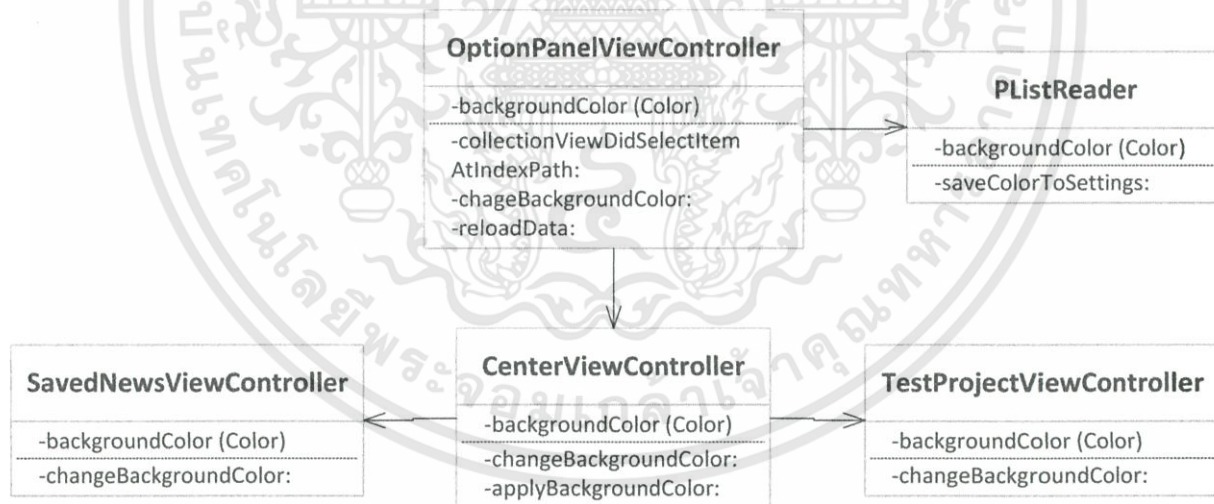 OptionPanelViewController
-backgroundColor (Color)
-collectionViewDidSelectItem
AtIndexPath:
-chageBackgroundColor:
-reloadData:
PListReader
-backgroundColor (Color)
-saveColorToSettings:
SavedNewsViewController
-backgroundColor (Color)
-changeBackgroundColor:
CenterViewController
-backgroundColor (Color)
-changeBackgroundColor:
-applyBackgroundColor:
TestProjectViewController
-backgroundColor (Color)
-changeBackgroundColor: